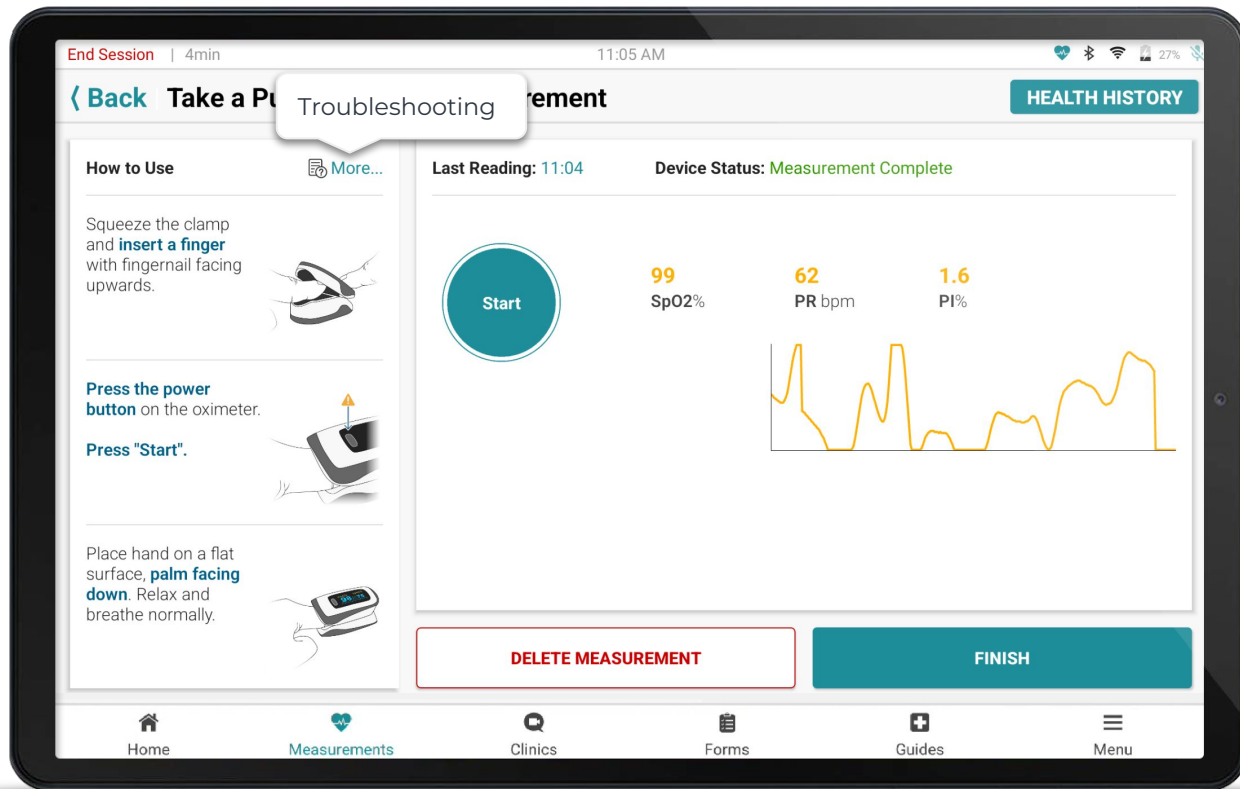 End Session | 4min
11:05 AM
27%
Back
Take a Pu
rement
Troubleshooting
HEALTH HISTORY
How to Use
More...
Squeeze the clamp
and insert a finger
with fingernail facing
upwards.
Press the power
button on the oximeter.
Press "Start".
Place hand on a flat
surface, palm facing
down. Relax and
breathe normally.
Last Reading: 11:04
Device Status: Measurement Complete
Start
99
SpO2%
62
PR bpm
1.6
PI%
DELETE MEASUREMENT
FINISH
Home
Measurements
Clinics
Forms
Guides
Menu